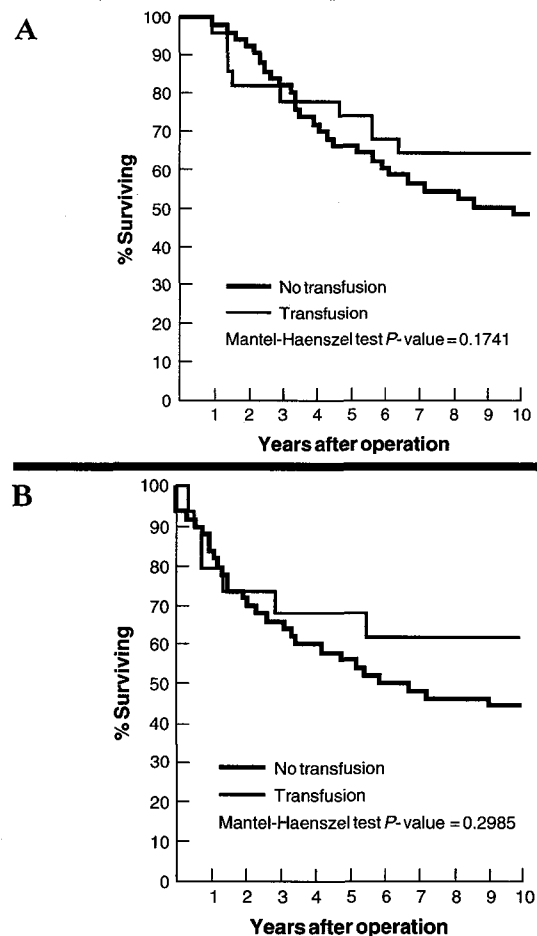 A
100
90
80
70
60
50
40
30
20
10
0
% Surviving
No transfusion
Transfusion
Mantel-Haenszel test P-value = 0.1741
1 2 3 4 5 6 7 8 9 10
Years after operation
B
100
90
80
70
60
50
40
30
20
10
0
% Surviving
No transfusion
Transfusion
Mantel-Haenszel test P-value = 0.2985
1 2 3 4 5 6 7 8 9 10
Years after operation